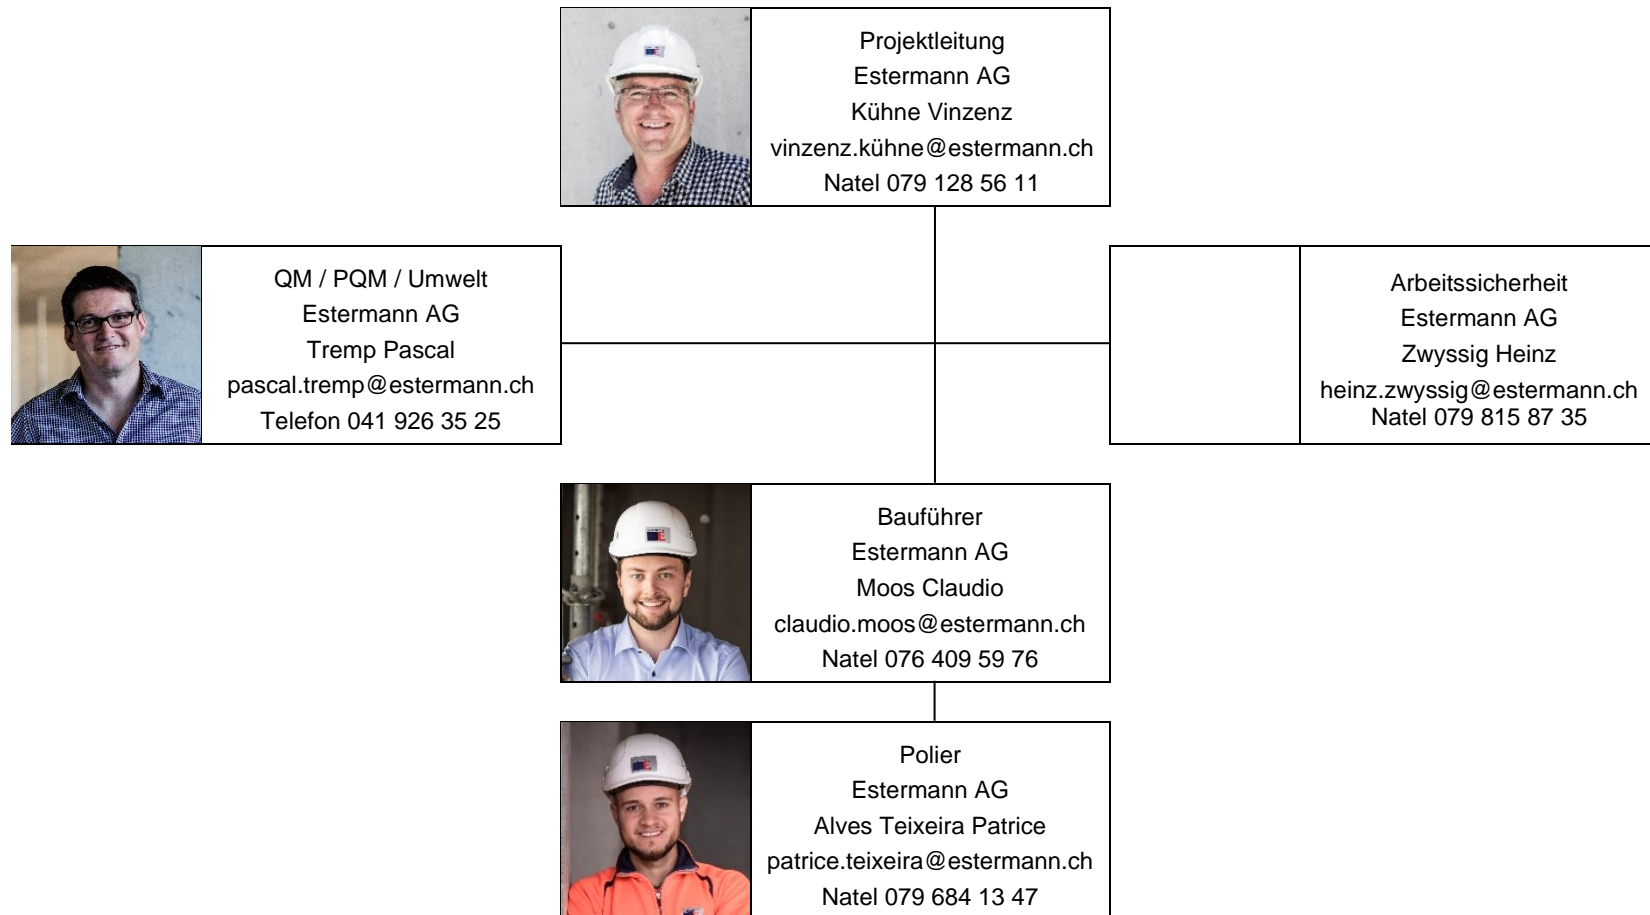 Projektleitung
Estermann AG
Kühne Vinzenz
vinzenz.kühne@estermann.ch
Natel 079 128 56 11
QM / PQM / Umwelt
Estermann AG
Tremp Pascal
pascal.tremp@estermann.ch
Telefon 041 926 35 25
Arbeitssicherheit
Estermann AG
Zwyssig Heinz
heinz.zwyssig@estermann.ch
Natel 079 815 87 35
Bauführer
Estermann AG
Moos Claudio
claudio.moos@estermann.ch
Natel 076 409 59 76
Polier
Estermann AG
Alves Teixeira Patrice
patrice.teixeira@estermann.ch
Natel 079 684 13 47